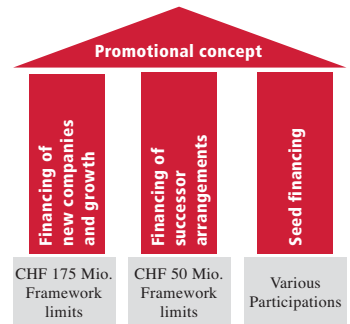 Promotional concept
Financing of
new companies
and growth
Financing of
successor
arrangements
Seed financing
CHF 175 Mio.
Framework
limits
CHF 50 Mio.
Framework
limits
Various
Participations